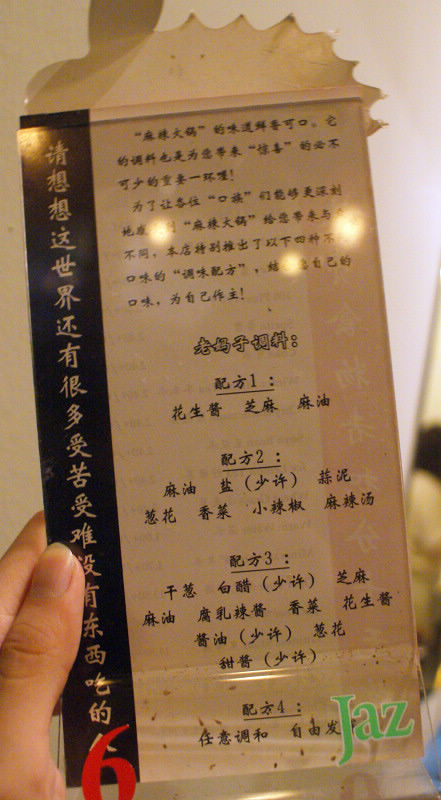 请想想这世界还有很多受苦受难没有东西吃的
"麻辣火锅"的味道鲜香可口。它
的调料也是为您带来"惊喜"的必不
可少的重要一环喔!
为了让各位"口族"们能够更深刻
地 "麻辣火锅"给您带来与
不同,本店特别推出了以下四种不
口味的"调味配方",结 自己的
口味,为自己作主!
老妈子调料:
配方1:
花生酱 芝麻 麻油
配方2:
麻油 盐(少许) 蒜泥
葱花 香菜 小辣椒 麻辣汤
配方3:
干葱 白醋(少许) 芝麻
麻油 腐乳辣酱 香菜 花生酱
酱油(少许) 葱花
甜酱(少许)
配方4:
任意调和 自由发
Jaz
6